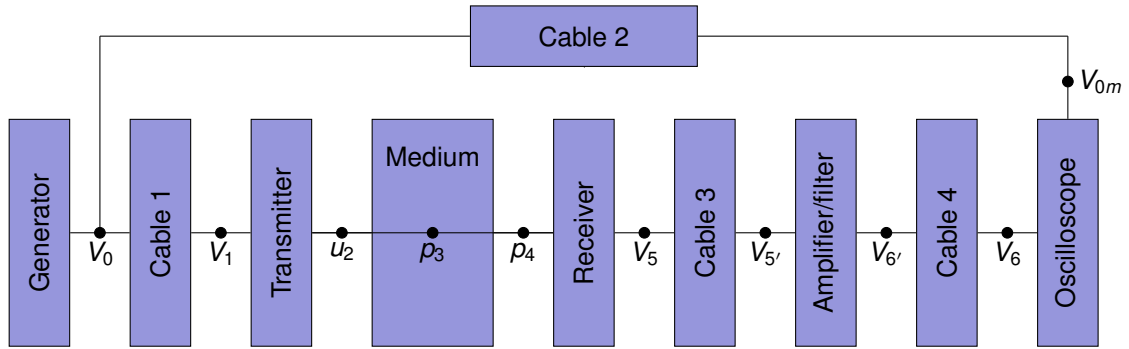 Cable 2
V0m
Generator
V0
Cable 1
V1
Transmitter
u2
Medium
p3
p4
Receiver
V5
Cable 3
V5′
Amplifier/filter
V6′
Cable 4
V6
Oscilloscope